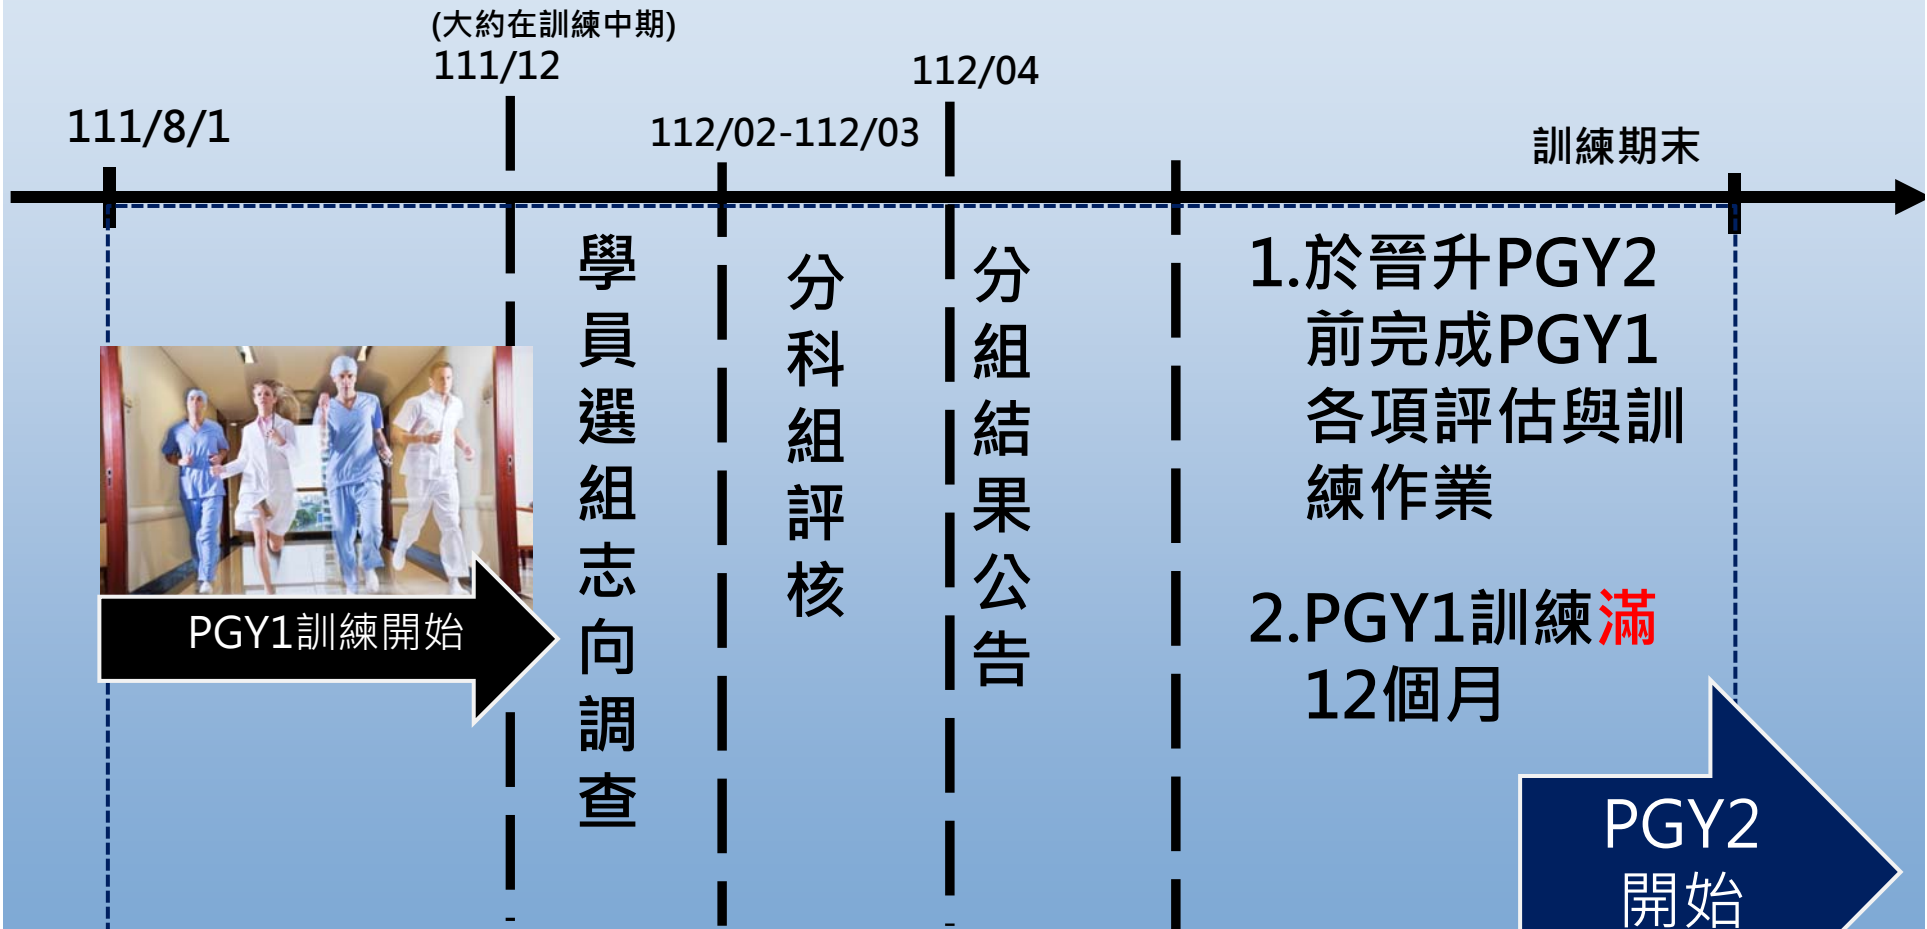 (大約在訓練中期)
111/12
112/04
111/8/1
112/02-112/03
訓練期末
學員選組志向調查
分科組評核
分組結果公告
1.於晉升PGY2
前完成PGY1
各項評估與訓
練作業
2.PGY1訓練滿
12個月
PGY1訓練開始
PGY2
開始